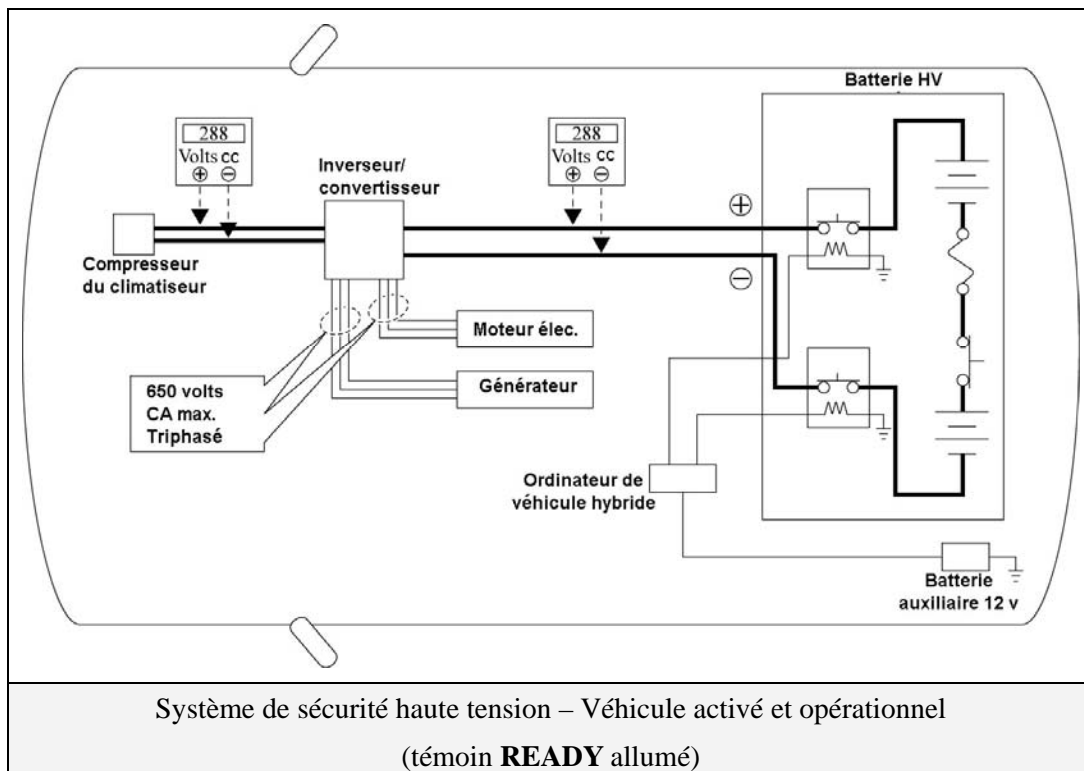 Batterie HV
288
Volts cc
+ −
288
Volts cc
+ −
Inverseur/
convertisseur
+
−
Compresseur
du climatiseur
Moteur élec.
Générateur
650 volts
CA max.
Triphasé
Ordinateur de
véhicule hybride
Batterie
auxiliaire 12 v
Système de sécurité haute tension – Véhicule activé et opérationnel
(témoin READY allumé)